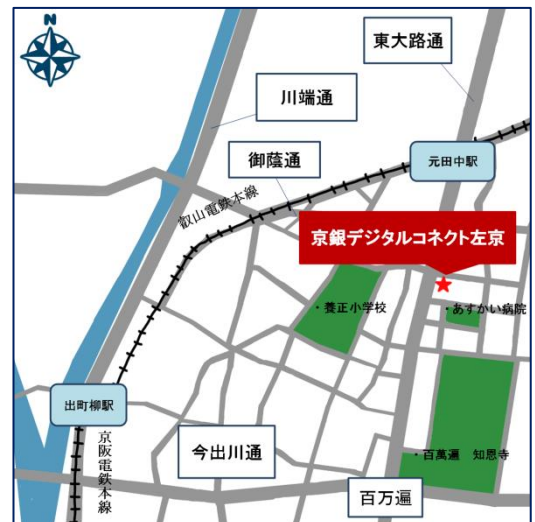 N
東大路通
川端通
御蔭通
元田中駅
叡山電鉄本線
京銀デジタルコネクト左京
・養正小学校
・あすかい病院
出町柳駅
京阪電鉄本線
今出川通
・百萬遍 知恩寺
百万遍